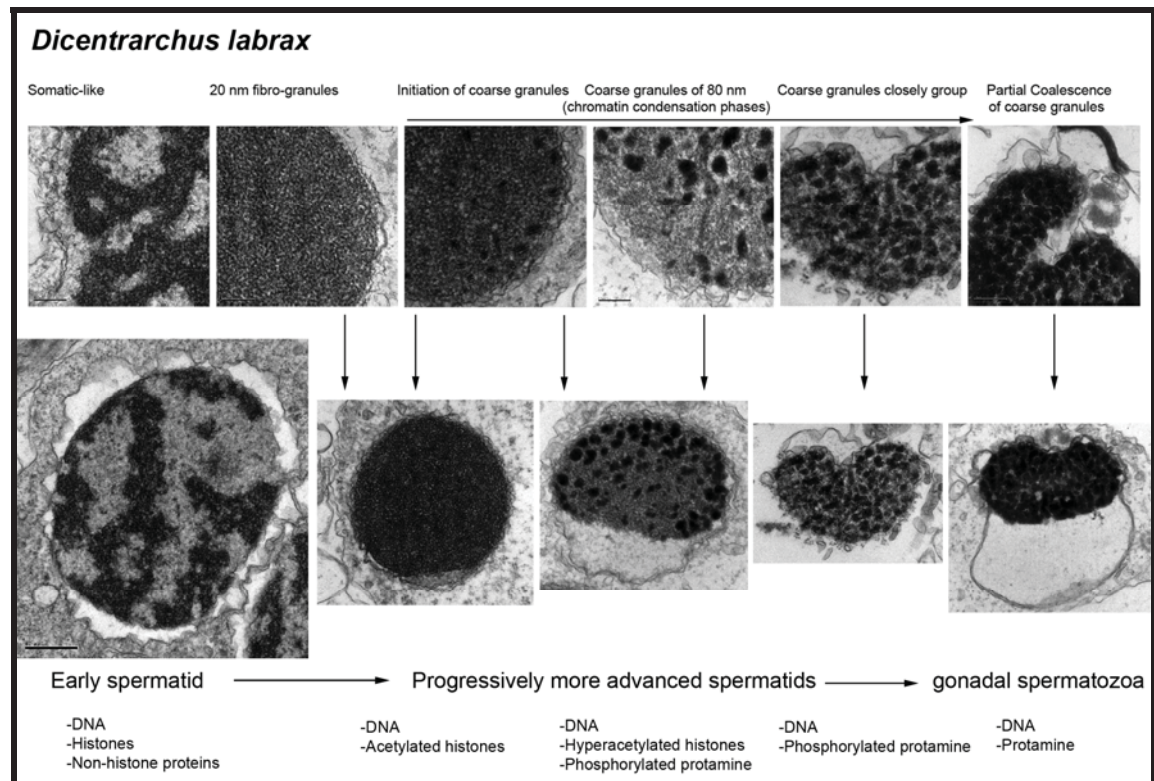 Dicentrarchus labrax
Somatic-like
20 nm fibro-granules
Initiation of coarse granules
Coarse granules of 80 nm
(chromatin condensation phases)
Coarse granules closely group
Partial Coalescence
of coarse granules
Early spermatid
Progressively more advanced spermatids
gonadal spermatozoa
-DNA
-Histones
-Non-histone proteins
-DNA
-Acetylated histones
-DNA
-Hyperacetylated histones
-Phosphorylated protamine
-DNA
-Phosphorylated protamine
-DNA
-Protamine